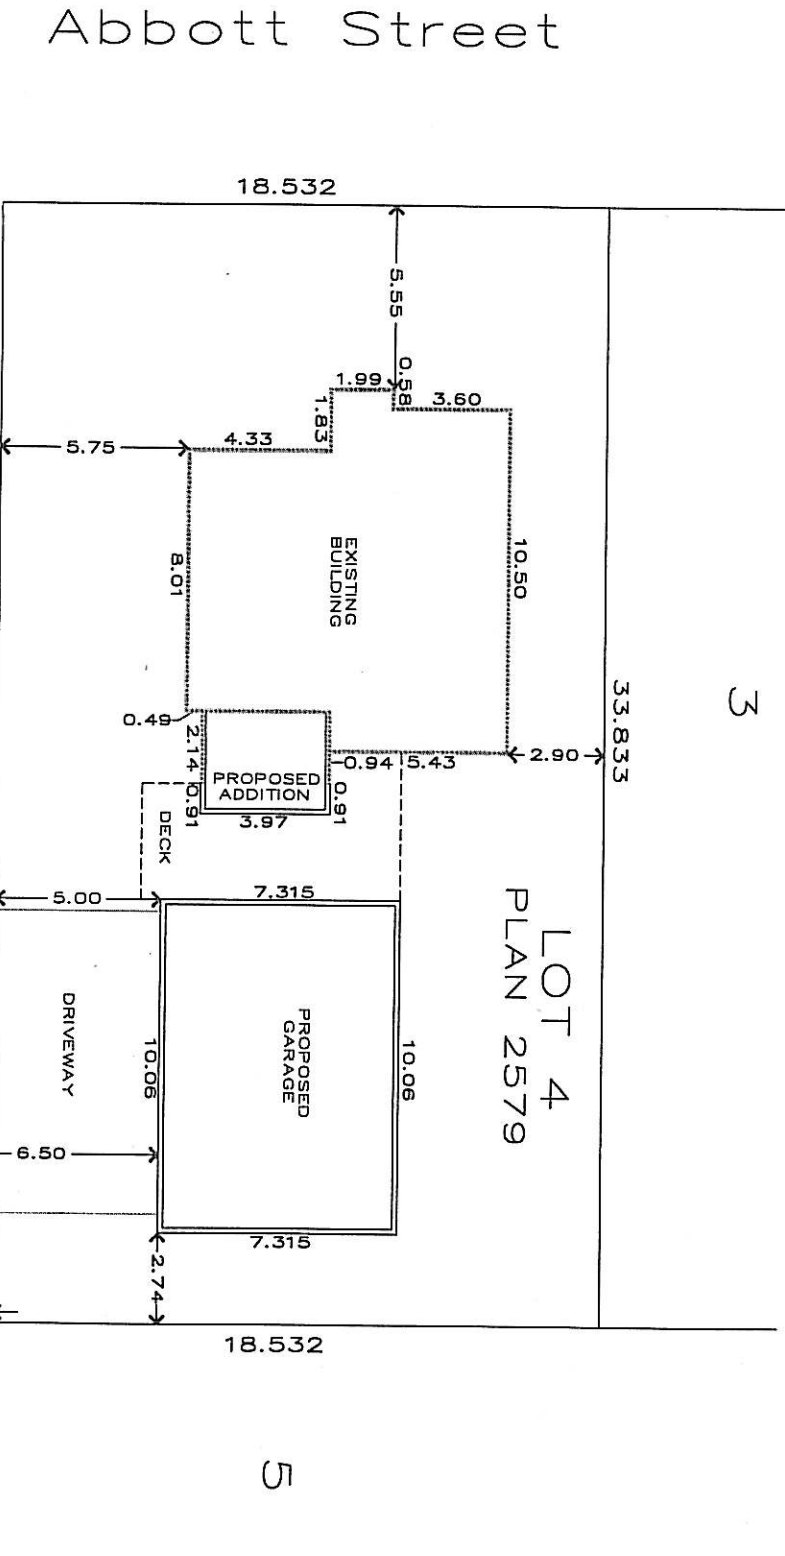 Abbott Street
18.532
5.55
0.58
1.99
3.60
1.83
4.33
5.75
EXISTING
BUILDING
10.50
8.01
3
33.833
0.49
2.14
0.94
5.43
2.90
PROPOSED
ADDITION
0.91
0.91
3.97
DECK
5.00
7.315
LOT 4
PLAN 2579
DRIVEWAY
10.06
PROPOSED
GARAGE
10.06
6.50
7.315
2.74
18.532
5